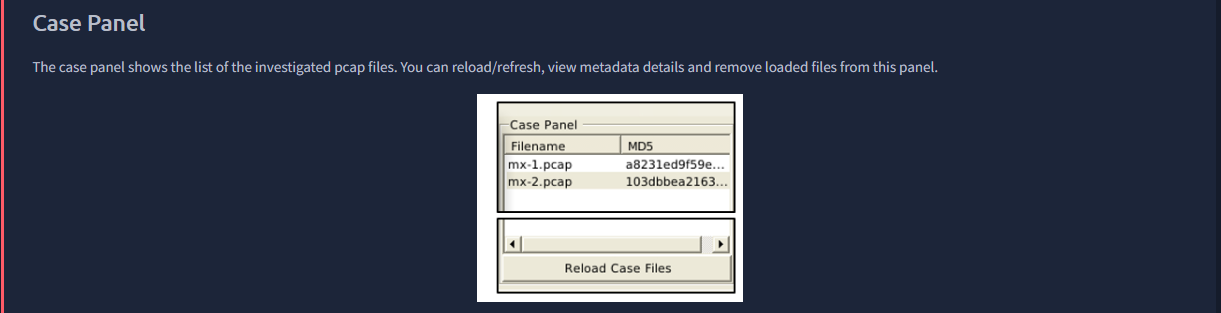 Case Panel
The case panel shows the list of the investigated pcap files. You can reload/refresh, view metadata details and remove loaded files from this panel.
Case Panel
Filename MD5
mx-1.pcap a8231ed9f59e...
mx-2.pcap 103dbbea2163...
Reload Case Files